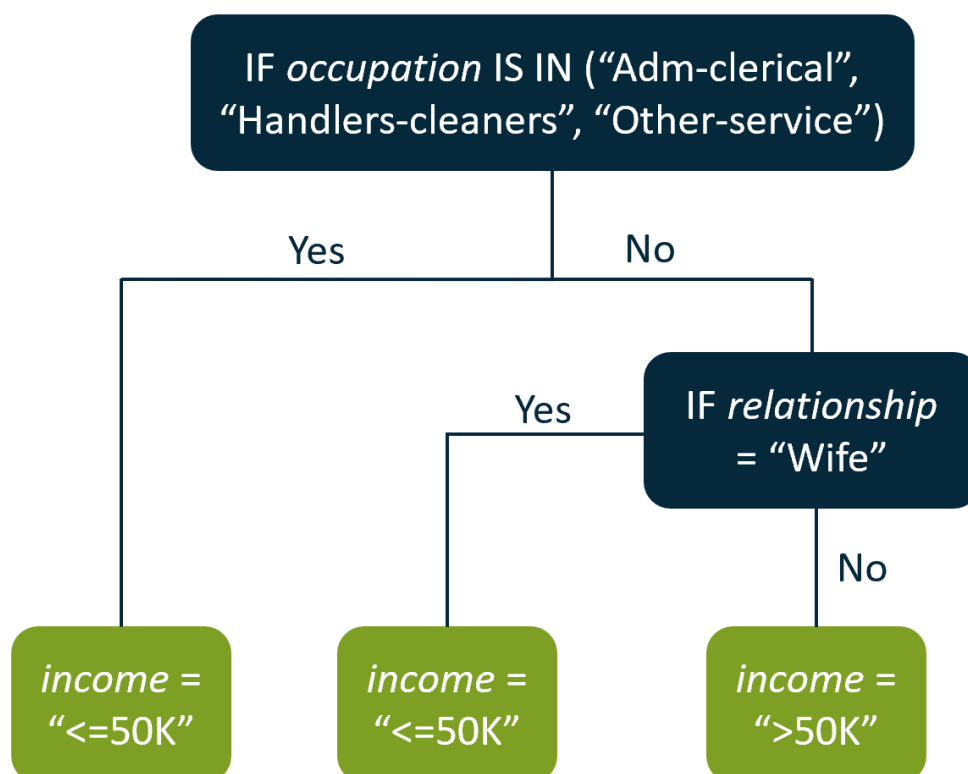 IF occupation IS IN (“Adm-clerical”,
“Handlers-cleaners”, “Other-service”)
Yes
No
Yes
IF relationship
= “Wife”
No
income =
“<=50K”
income =
“<=50K”
income =
“>50K”